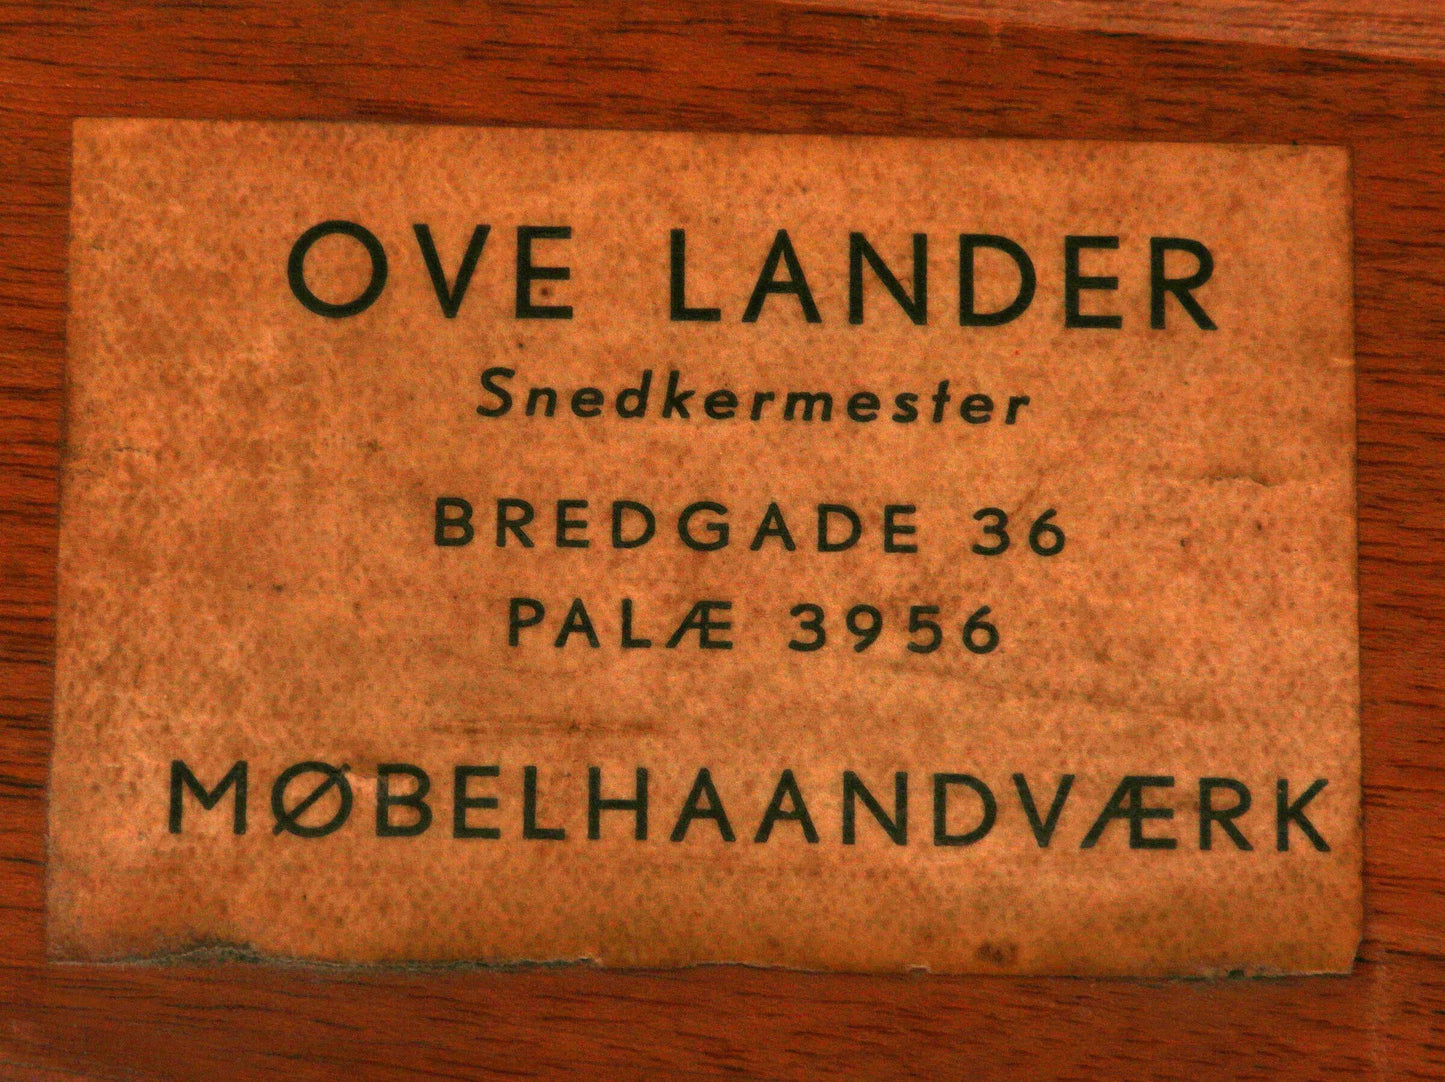 OVE LANDER
Snedkermester
BREDGADE 36
PALÆ 3956
MØBELHAANDVÆRK